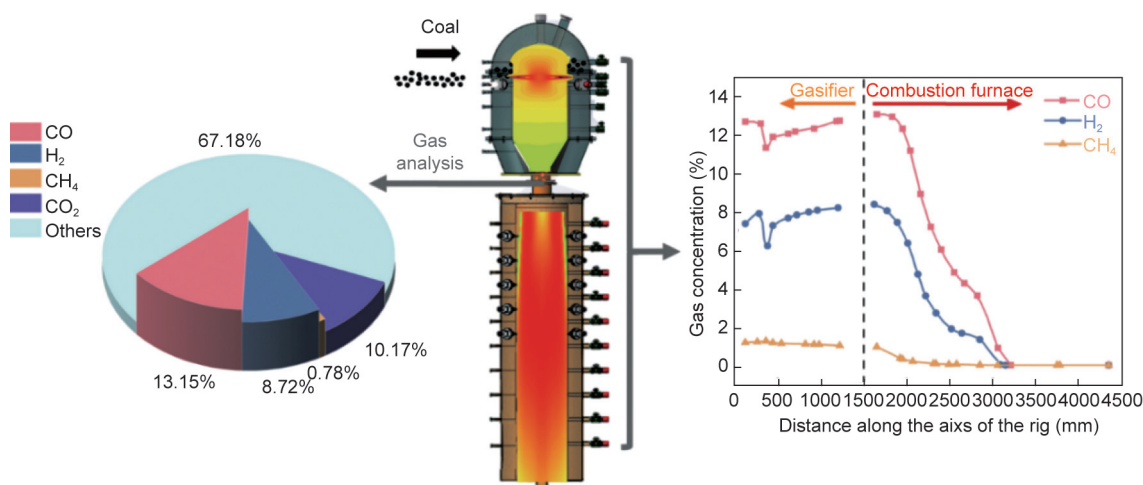 Coal
Gas
analysis
CO
H₂
CH₄
CO₂
Others
67.18%
13.15%
8.72%
0.78%
10.17%
Gasifier
Combustion furnace
CO
H₂
CH₄
Gas concentration (%)
14
12
10
8
6
4
2
0
0 500 1000 1500 2000 2500 3000 3500 4000 4500
Distance along the aixs of the rig (mm)